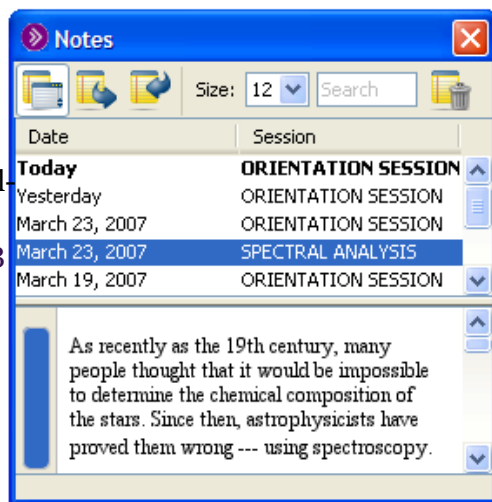 Notes
Size: 12 Search
Date Session
Today ORIENTATION SESSION
Yesterday ORIENTATION SESSION
March 23, 2007 ORIENTATION SESSION
March 23, 2007 SPECTRAL ANALYSIS
March 19, 2007 ORIENTATION SESSION
As recently as the 19th century, many
people thought that it would be impossible
to determine the chemical composition of
the stars. Since then, astrophysicists have
proved them wrong --- using spectroscopy.